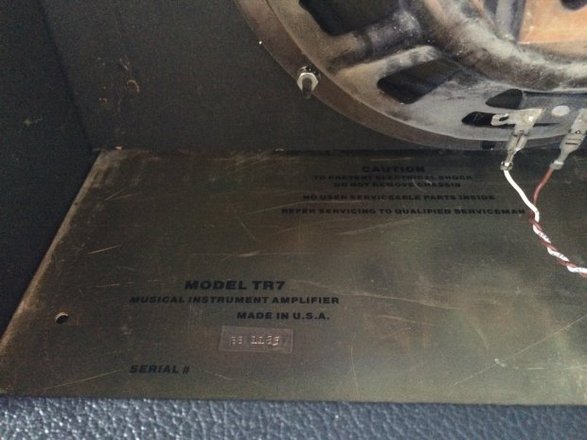 CAUTION
TO PREVENT ELECTRICAL SHOCK
DO NOT REMOVE CHASSIS
NO USER SERVICEABLE PARTS INSIDE
REFER SERVICING TO QUALIFIED SERVICEMAN
MODEL TR7
MUSICAL INSTRUMENT AMPLIFIER
MADE IN U.S.A.
SERIAL #